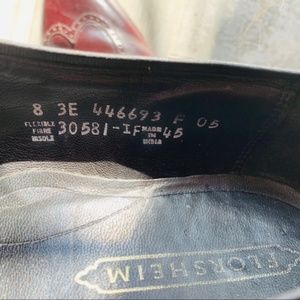 8 3E 446693 F 05
FLEXIBLE FIBRE INSOLE 30581-IF MADE IN INDIA 45
FLORSHEIM